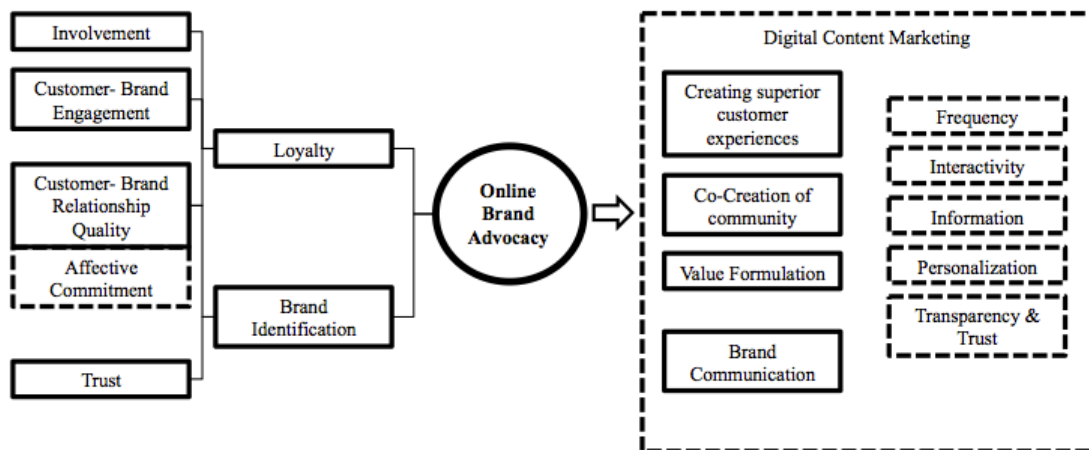 Involvement
Customer- Brand
Engagement
Customer- Brand
Relationship
Quality
Affective
Commitment
Trust
Loyalty
Brand
Identification
Online
Brand
Advocacy
Digital Content Marketing
Creating superior
customer
experiences
Co-Creation of
community
Value Formulation
Brand
Communication
Frequency
Interactivity
Information
Personalization
Transparency &
Trust